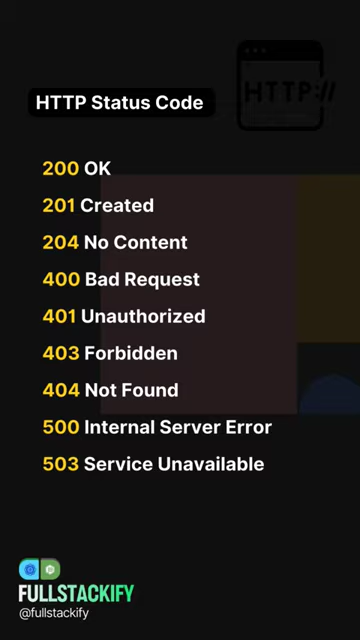 HTTP://
HTTP Status Code
200 OK
201 Created
204 No Content
400 Bad Request
401 Unauthorized
403 Forbidden
404 Not Found
500 Internal Server Error
503 Service Unavailable
FULLSTACKIFY
@fullstackify